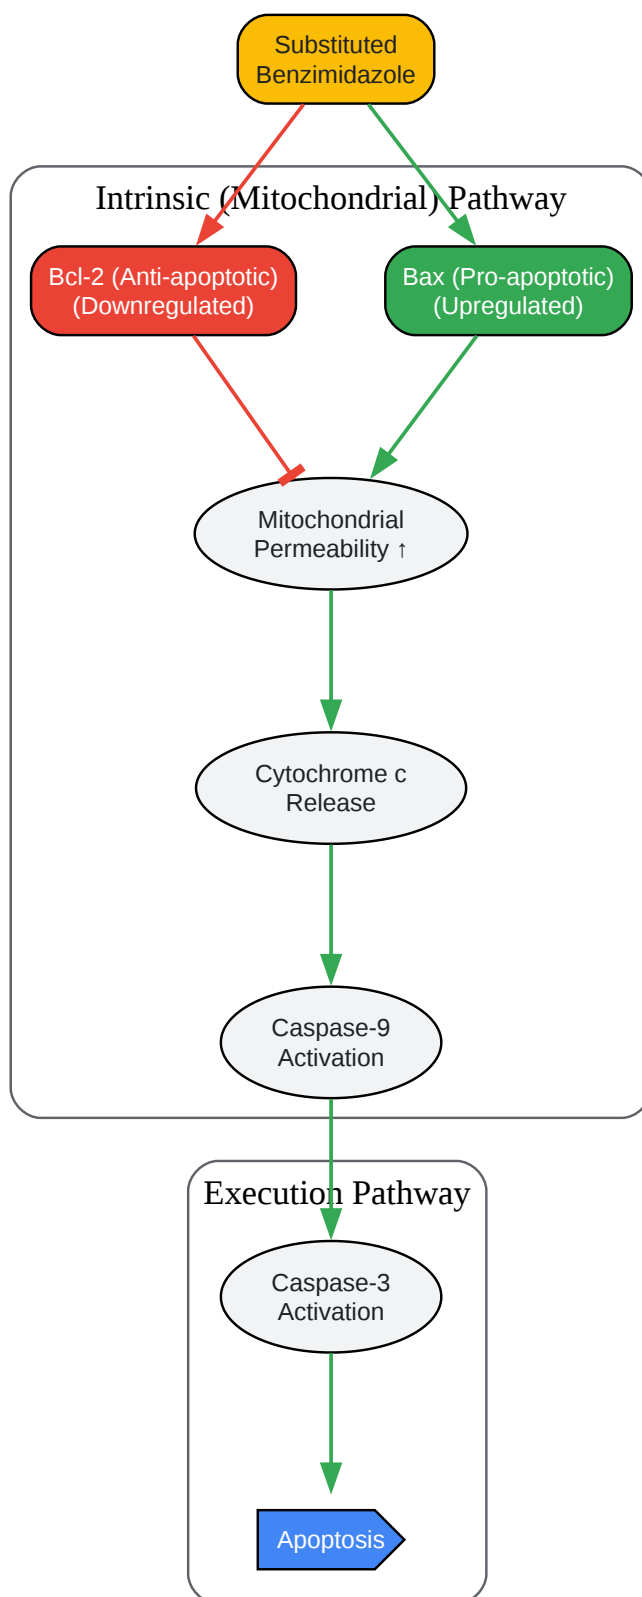 Substituted
Benzimidazole
Intrinsic (Mitochondrial) Pathway
Bcl-2 (Anti-apoptotic)
(Downregulated)
Bax (Pro-apoptotic)
(Upregulated)
Mitochondrial
Permeability ↑
Cytochrome c
Release
Caspase-9
Activation
Execution Pathway
Caspase-3
Activation
Apoptosis